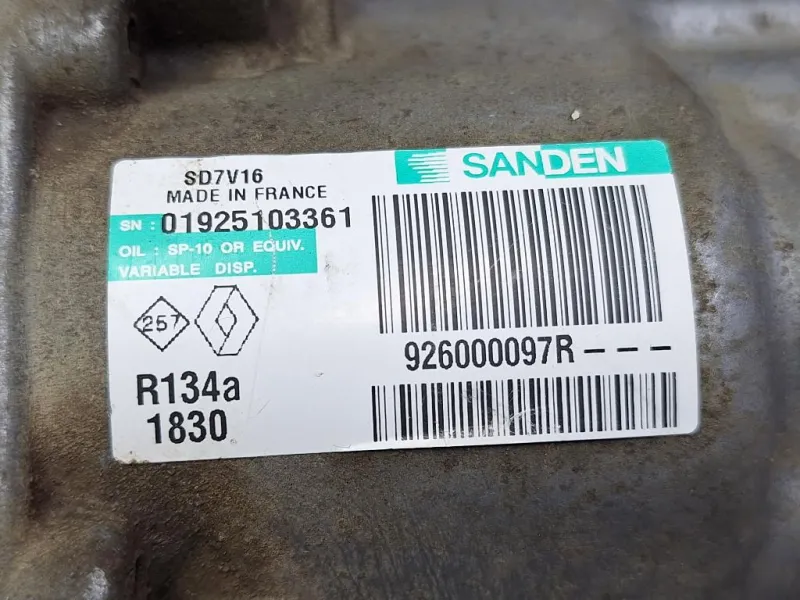 SD7V16
MADE IN FRANCE
SANDEN
SN : 01925103361
OIL : SP-10 OR EQUIV.
VARIABLE DISP.
257
926000097R---
R134a
1830